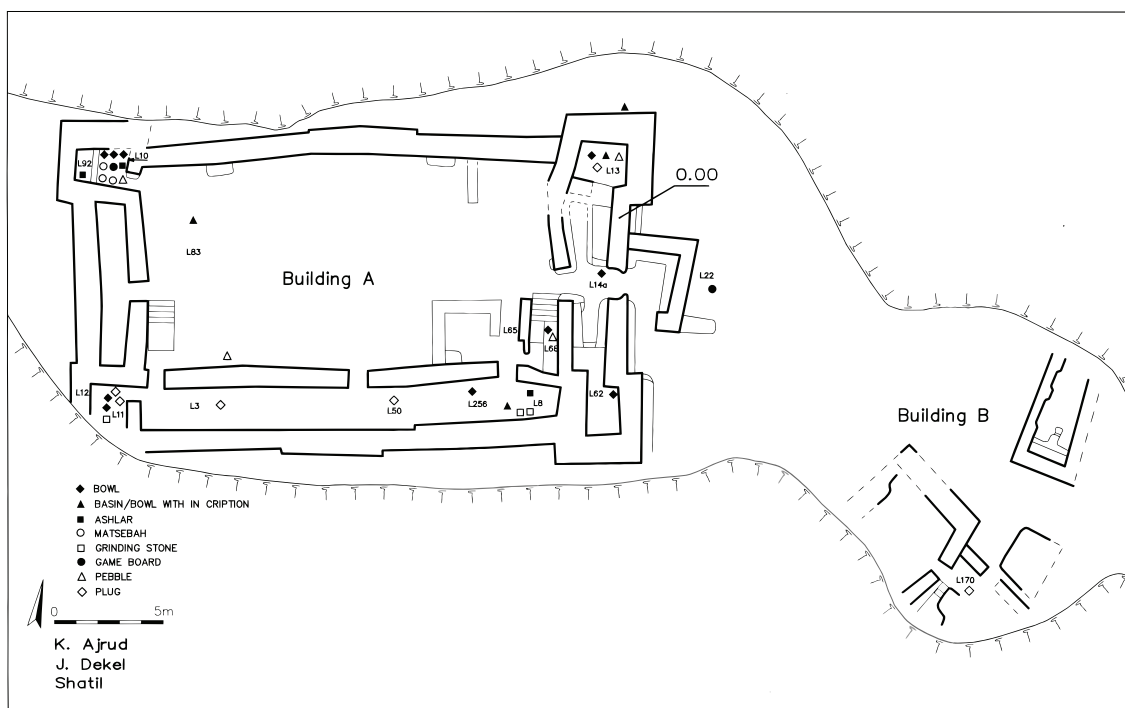 L10
L92
L13
0.00
L83
Building A
L22
L14a
L65
L68
L12
L11
L3
L50
L256
L8
L62
Building B
BOWL
BASIN/BOWL WITH IN CRIPTION
ASHLAR
MATSEBAH
GRINDING STONE
GAME BOARD
PEBBLE
PLUG
L170
0 5m
K. Ajrud
J. Dekel
Shatil